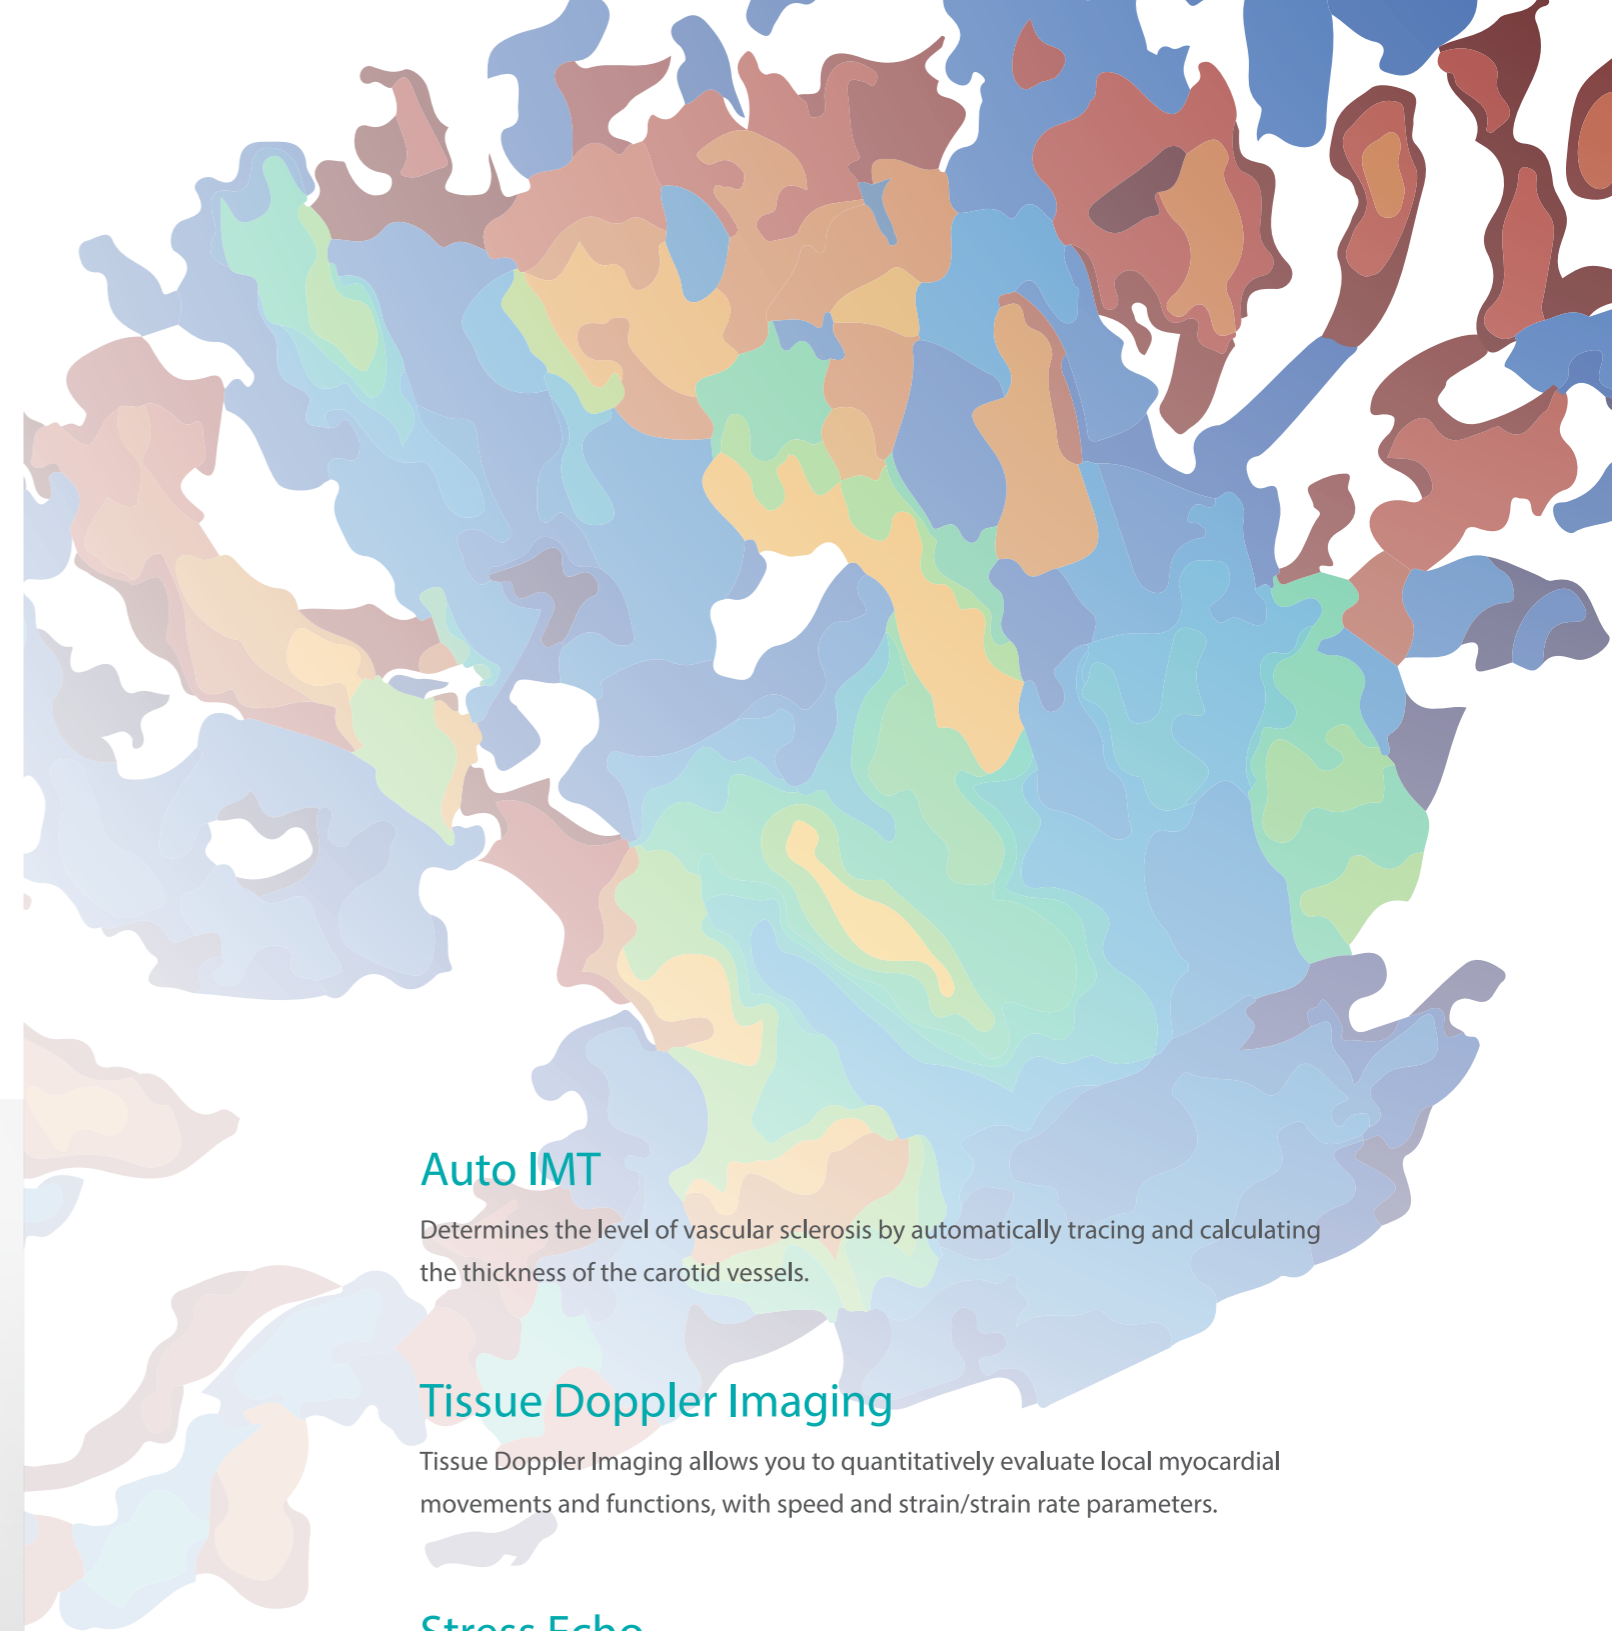 Auto IMT
Determines the level of vascular sclerosis by automatically tracing and calculating
the thickness of the carotid vessels.
Tissue Doppler Imaging
Tissue Doppler Imaging allows you to quantitatively evaluate local myocardial
movements and functions, with speed and strain/strain rate parameters.
Stress Echo